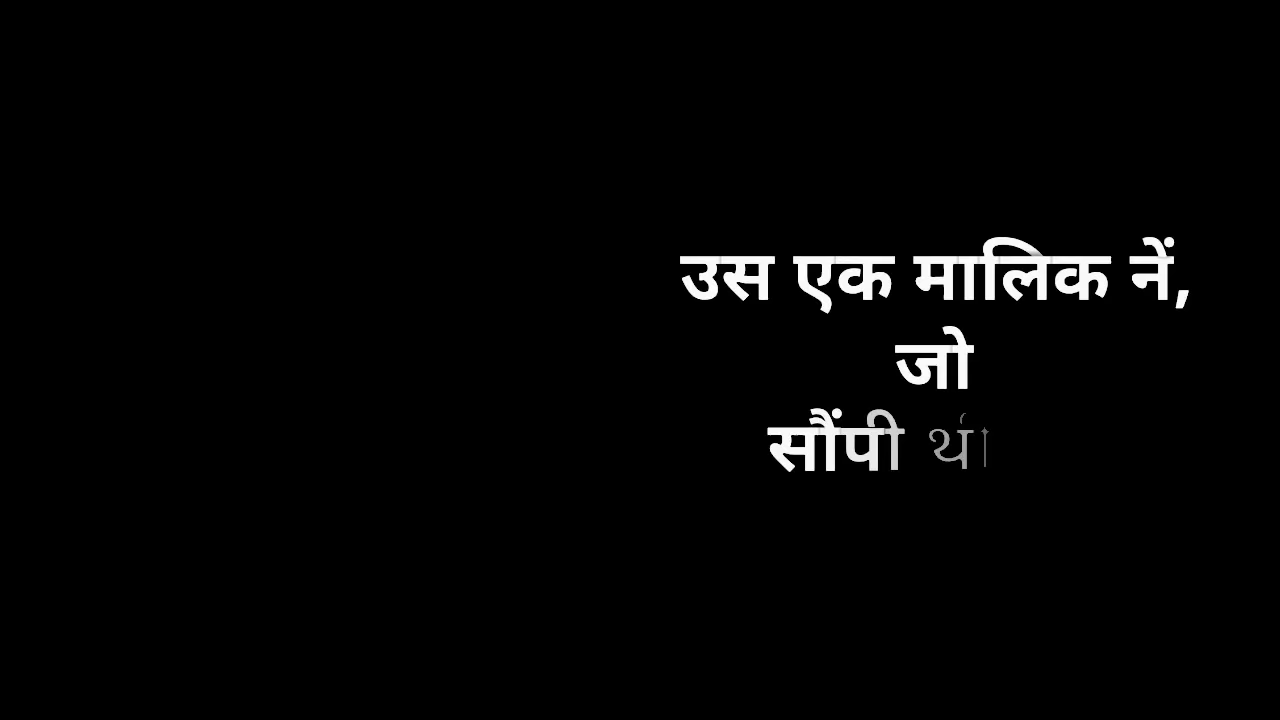 उस एक मालिक नें,
जो
सौंपी